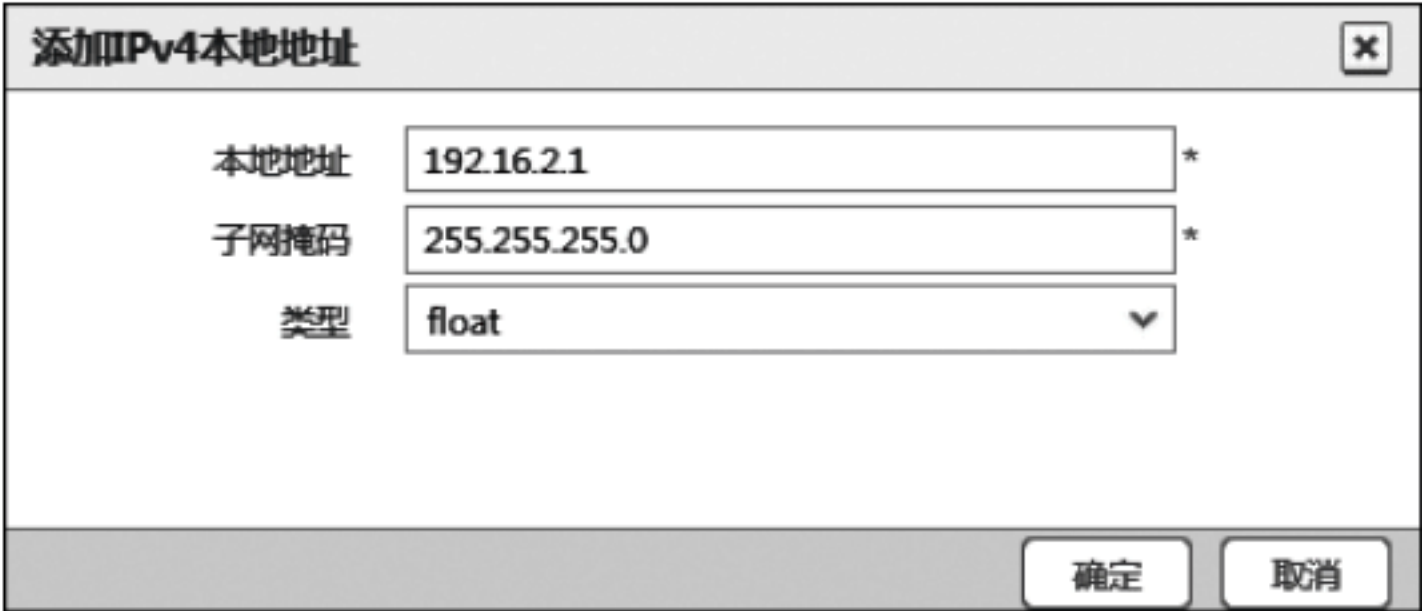 添加IPv4本地地址
本地地址 192.16.2.1 *
子网掩码 255.255.255.0 *
类型 float
确定 取消